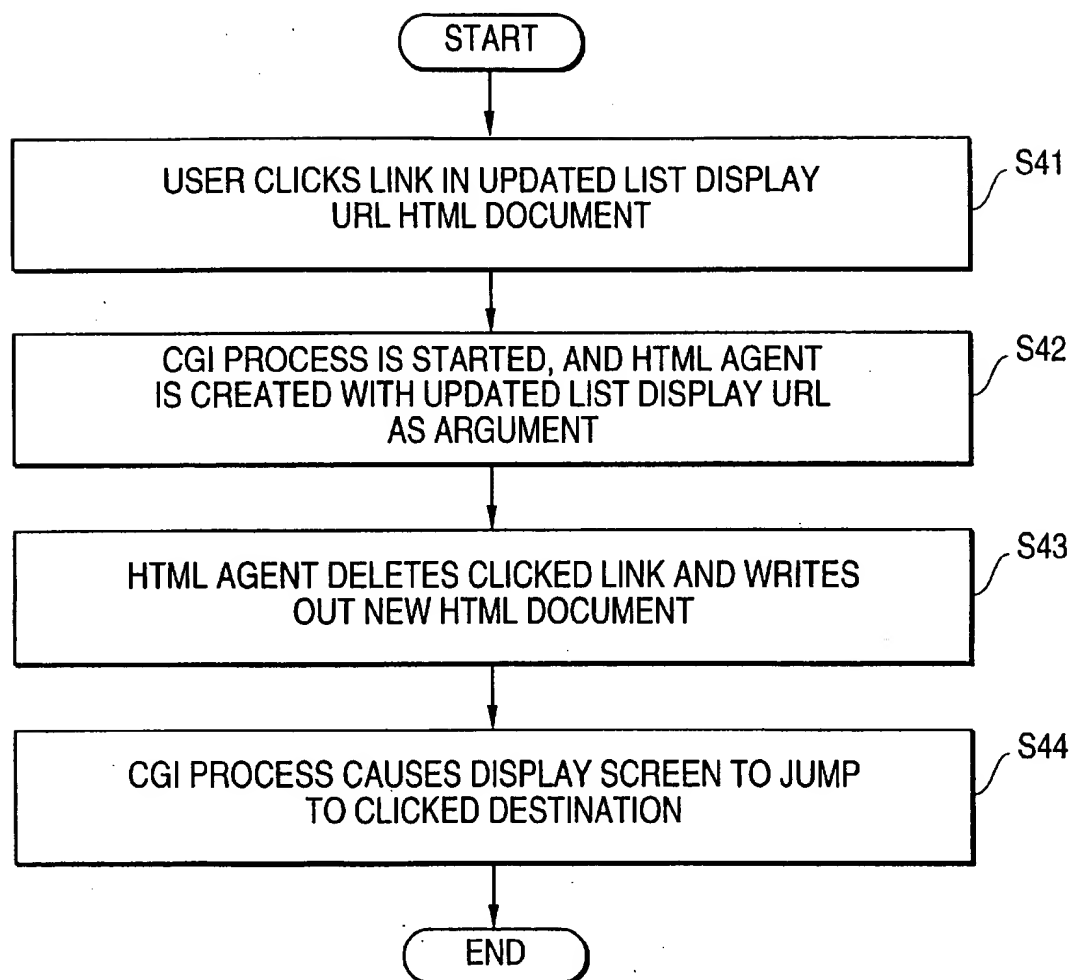 START
USER CLICKS LINK IN UPDATED LIST DISPLAY
URL HTML DOCUMENT
S41
CGI PROCESS IS STARTED, AND HTML AGENT
IS CREATED WITH UPDATED LIST DISPLAY URL
AS ARGUMENT
S42
HTML AGENT DELETES CLICKED LINK AND WRITES
OUT NEW HTML DOCUMENT
S43
CGI PROCESS CAUSES DISPLAY SCREEN TO JUMP
TO CLICKED DESTINATION
S44
END